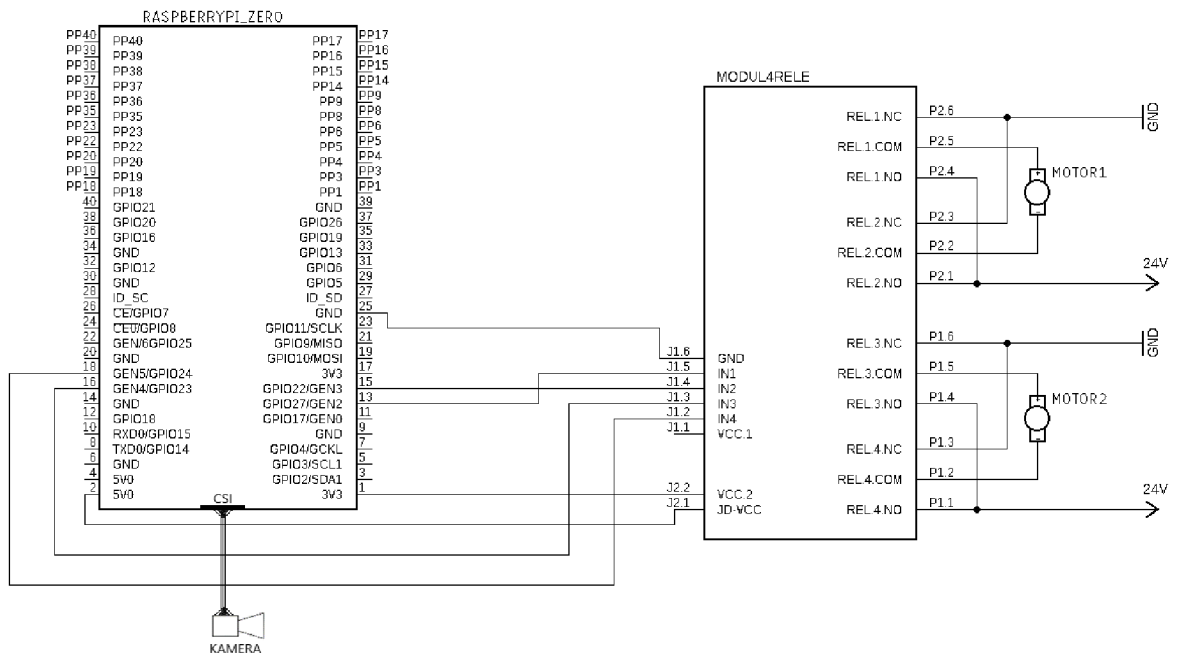 RASPBERRYPI_ZERO
PP40 PP40 PP17 PP17
PP39 PP39 PP16 PP16
PP38 PP38 PP15 PP15
PP37 PP37 PP14 PP14
PP36 PP36 PP9 PP9
PP35 PP35 PP8 PP8
PP23 PP23 PP6 PP6
PP22 PP22 PP5 PP5
PP20 PP20 PP4 PP4
PP19 PP19 PP3 PP3
PP18 PP18 PP1 PP1
40 GPIO21 GND 39
38 GPIO20 GPIO26 37
36 GPIO16 GPIO19 35
34 GND GPIO13 33
32 GPIO12 GPIO6 31
30 GND GPIO5 29
28 ID_SC ID_SD 27
26 CE/GPIO7 GND 25
24 CE0/GPIO8 GPIO11/SCLK 23
22 GEN/6GPIO25 GPIO9/MISO 21
20 GND GPIO10/MOSI 19
18 GEN5/GPIO24 3V3 17
16 GEN4/GPIO23 GPIO22/GEN3 15
14 GND GPIO27/GEN2 13
12 GPIO18 GPIO17/GEN0 11
10 RXD0/GPIO15 GND 9
8 TXD0/GPIO14 GPIO4/GCKL 7
6 GND GPIO3/SCL1 5
4 5V0 GPIO2/SDA1 3
2 5V0 3V3 1
CSI
KAMERA
MODUL4RELE
J1.6 GND
J1.5 IN1
J1.4 IN2
J1.3 IN3
J1.2 IN4
J1.1 VCC.1
J2.2 VCC.2
J2.1 JD-VCC
REL.1.NC P2.6 GND
REL.1.COM P2.5
REL.1.NO P2.4
MOTOR1
REL.2.NC P2.3
REL.2.COM P2.2
REL.2.NO P2.1 24V
REL.3.NC P1.6 GND
REL.3.COM P1.5
REL.3.NO P1.4
MOTOR2
REL.4.NC P1.3
REL.4.COM P1.2
REL.4.NO P1.1 24V
+
-
+
-